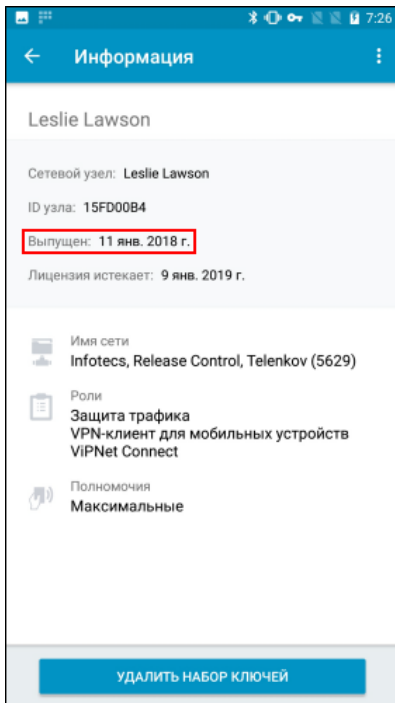 7:26
Информация
Leslie Lawson
Сетевой узел: Leslie Lawson
ID узла: 15FD00B4
Выпущен: 11 янв. 2018 г.
Лицензия истекает: 9 янв. 2019 г.
Имя сети
Infotecs, Release Control, Telenkov (5629)
Роли
Защита трафика
VPN-клиент для мобильных устройств
ViPNet Connect
Полномочия
Максимальные
УДАЛИТЬ НАБОР КЛЮЧЕЙ